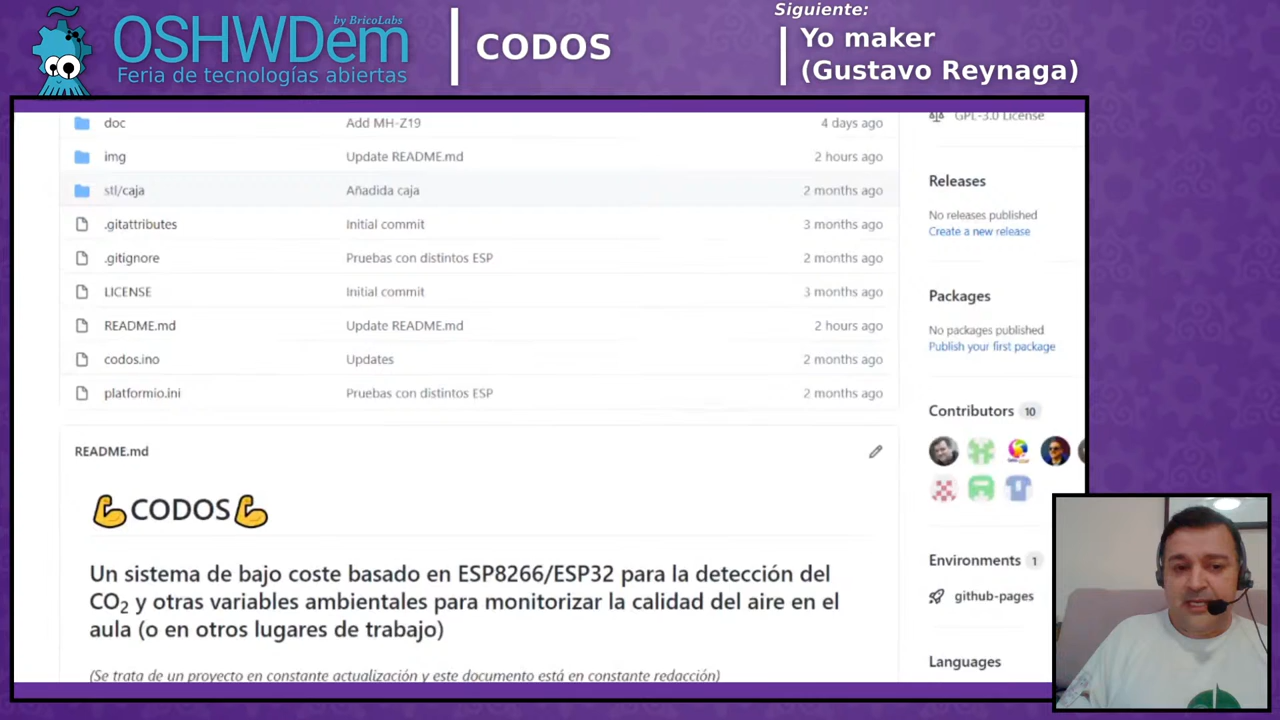 OSHWDem
by BricoLabs
Feria de tecnologías abiertas
CODOS
Siguiente:
Yo maker
(Gustavo Reynaga)
doc Add MH-Z19 4 days ago
img Update README.md 2 hours ago
stl/caja Añadida caja 2 months ago
.gitattributes Initial commit 3 months ago
.gitignore Pruebas con distintos ESP 2 months ago
LICENSE Initial commit 3 months ago
README.md Update README.md 2 hours ago
codos.ino Updates 2 months ago
platformio.ini Pruebas con distintos ESP 2 months ago
README.md
💪CODOS💪
Un sistema de bajo coste basado en ESP8266/ESP32 para la detección del
CO₂ y otras variables ambientales para monitorizar la calidad del aire en el
aula (o en otros lugares de trabajo)
(Se trata de un proyecto en constante actualización y este documento está en constante redacción)
GPL-3.0 License
Releases
No releases published
Create a new release
Packages
No packages published
Publish your first package
Contributors 10
Environments 1
github-pages
Languages